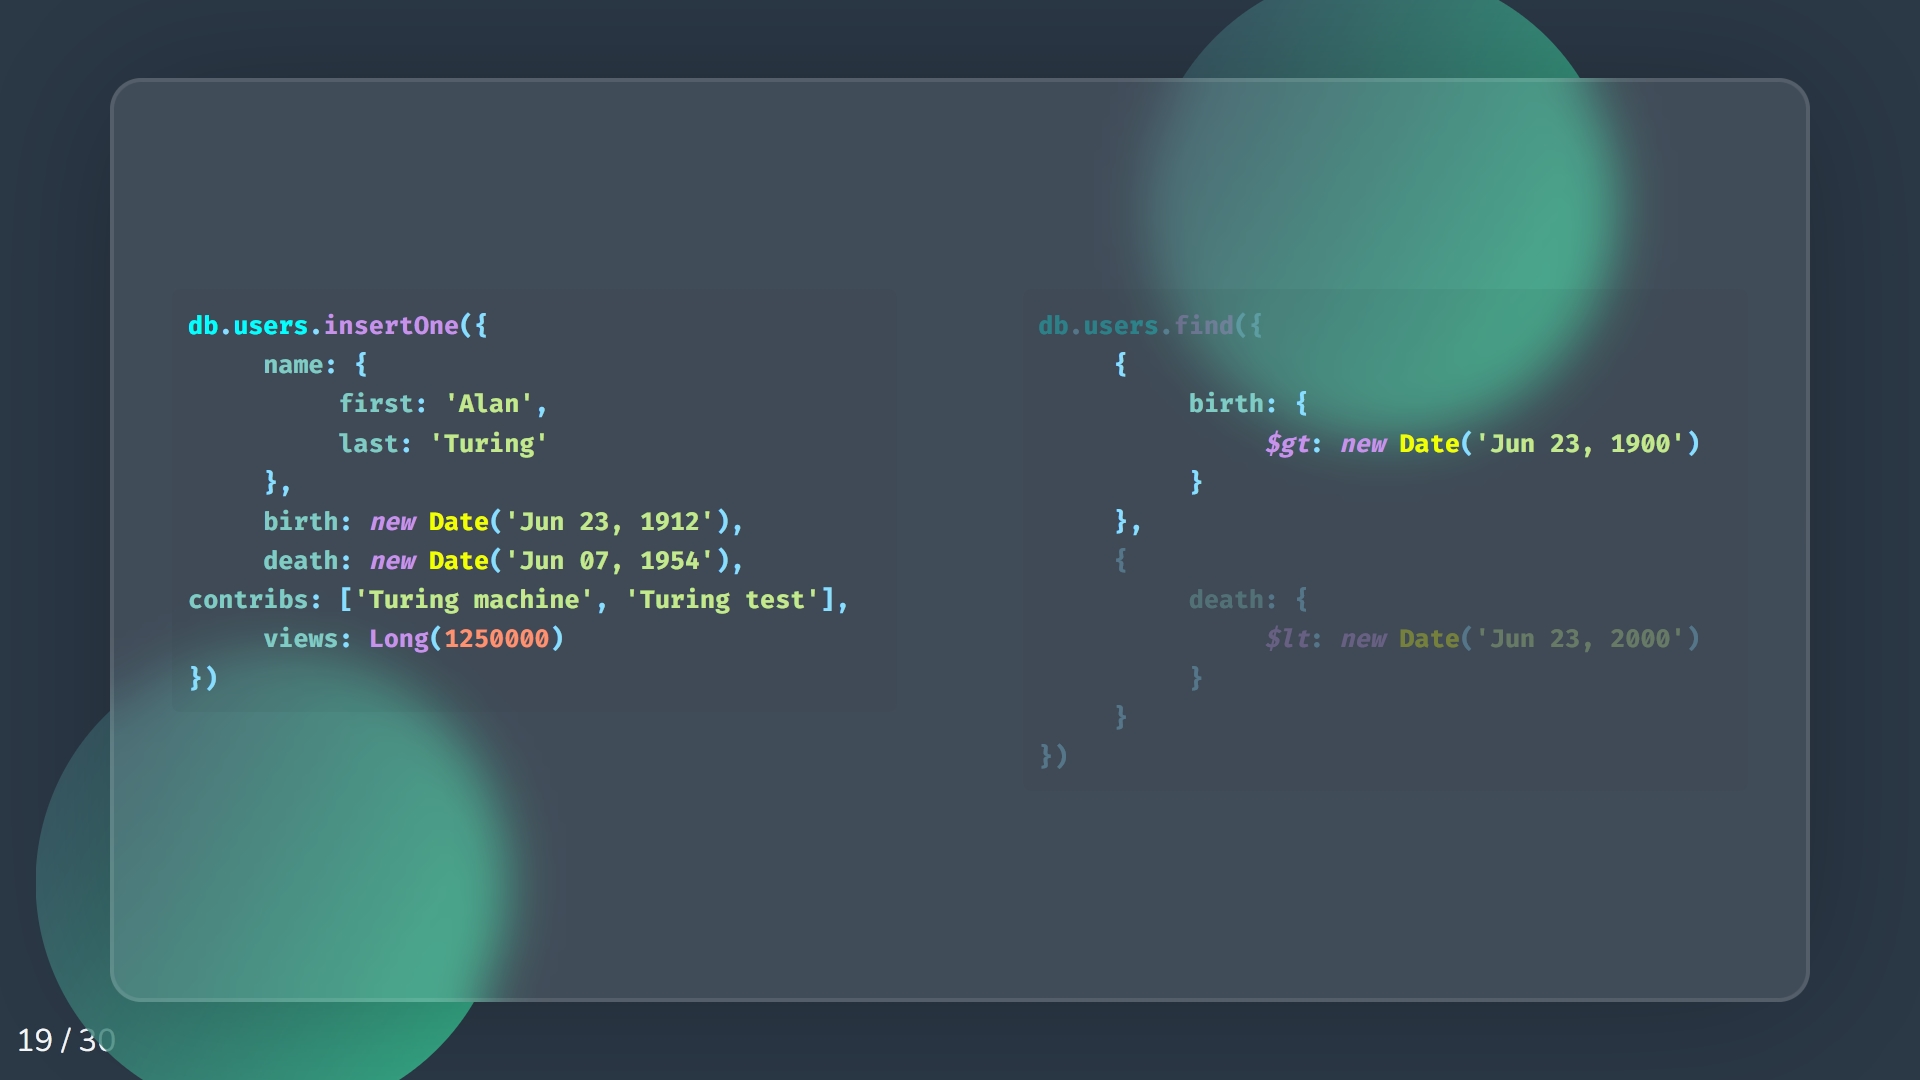 db.users.insertOne({
     name: {
          first: 'Alan',
          last: 'Turing'
     },
     birth: new Date('Jun 23, 1912'),
     death: new Date('Jun 07, 1954'),
contribs: ['Turing machine', 'Turing test'],
     views: Long(1250000)
})
db.users.find({
     {
          birth: {
               $gt: new Date('Jun 23, 1900')
          }
     },
     {
          death: {
               $lt: new Date('Jun 23, 2000')
          }
     }
})
19 / 30